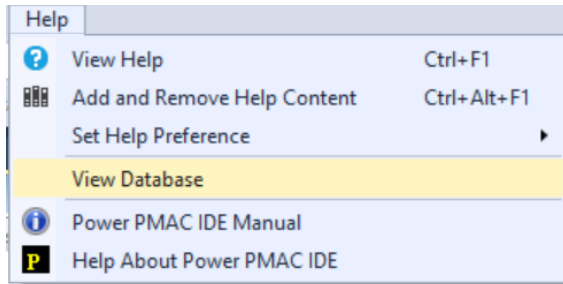 Help
View Help Ctrl+F1
Add and Remove Help Content Ctrl+Alt+F1
Set Help Preference
View Database
Power PMAC IDE Manual
P Help About Power PMAC IDE